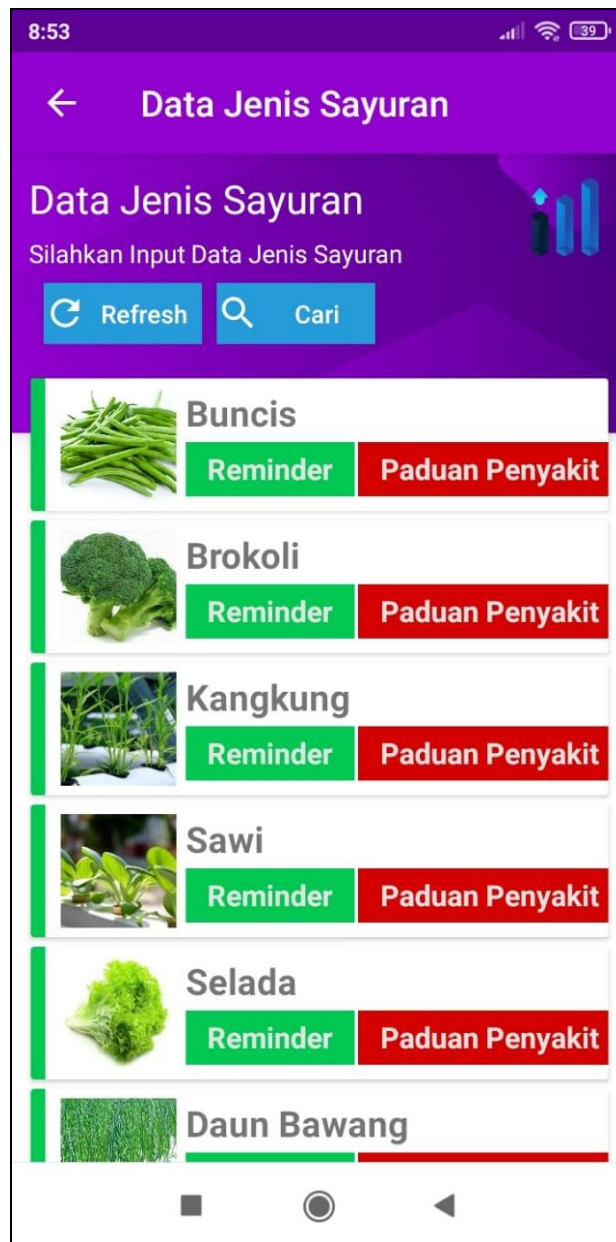 8:53
39
Data Jenis Sayuran
Data Jenis Sayuran
Silahkan Input Data Jenis Sayuran
Refresh Cari
Buncis
Reminder Paduan Penyakit
Brokoli
Reminder Paduan Penyakit
Kangkung
Reminder Paduan Penyakit
Sawi
Reminder Paduan Penyakit
Selada
Reminder Paduan Penyakit
Daun Bawang